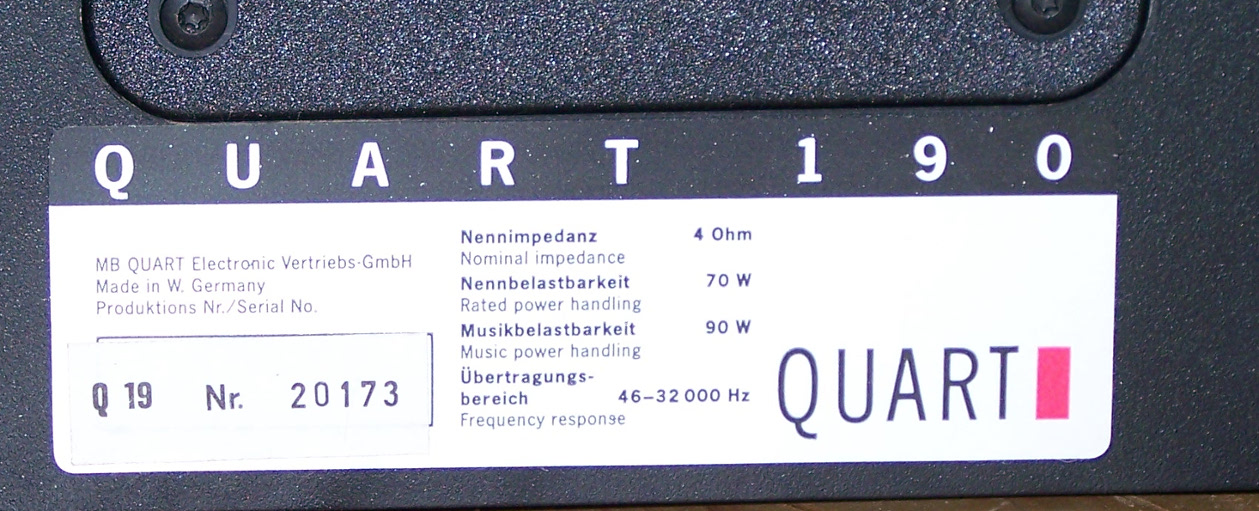 QUART 190
MB QUART Electronic Vertriebs-GmbH
Made in W. Germany
Produktions Nr./Serial No.
Q 19 Nr. 20173
Nennimpedanz 4 Ohm
Nominal impedance
Nennbelastbarkeit 70 W
Rated power handling
Musikbelastbarkeit 90 W
Music power handling
Übertragungs-
bereich 46–32 000 Hz
Frequency response
QUART